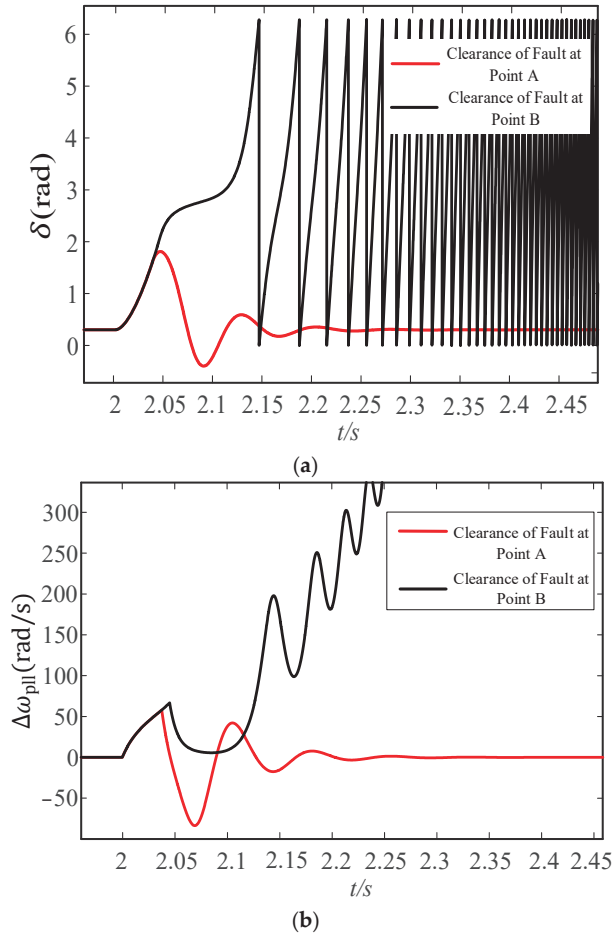 6
5
4
3
2
1
0
δ(rad)
Clearance of Fault at
Point A
Clearance of Fault at
Point B
2 2.05 2.1 2.15 2.2 2.25 2.3 2.35 2.4 2.45
t/s
(a)
300
250
200
150
100
50
0
−50
Δω_pll(rad/s)
Clearance of Fault at
Point A
Clearance of Fault at
Point B
2 2.05 2.1 2.15 2.2 2.25 2.3 2.35 2.4 2.45
t/s
(b)